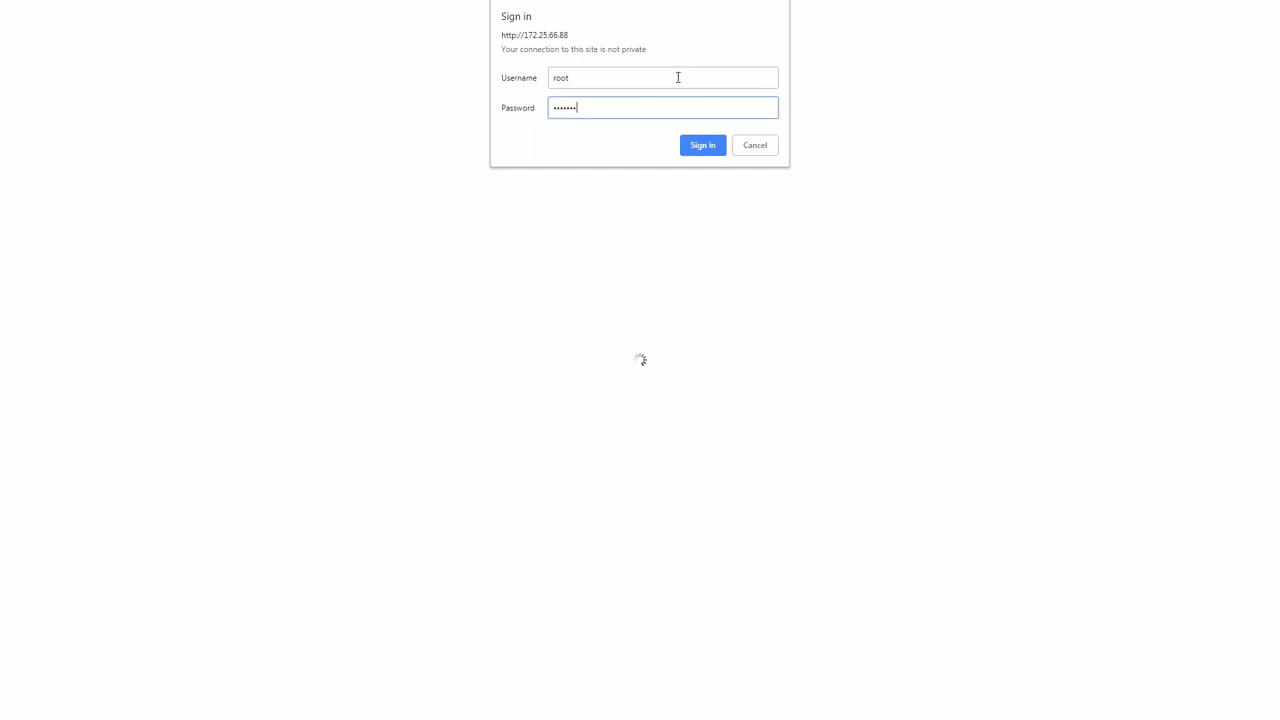 Sign in
http://172.25.66.88
Your connection to this site is not private
Username root
Password •••••••
Sign in Cancel